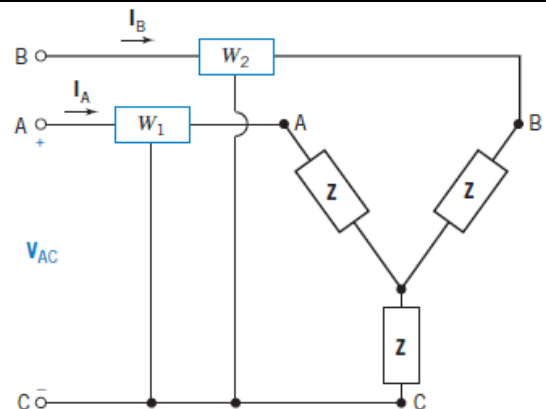 I_B
B W_2
I_A
A + W_1 A B
Z Z
V_AC
Z
C − C